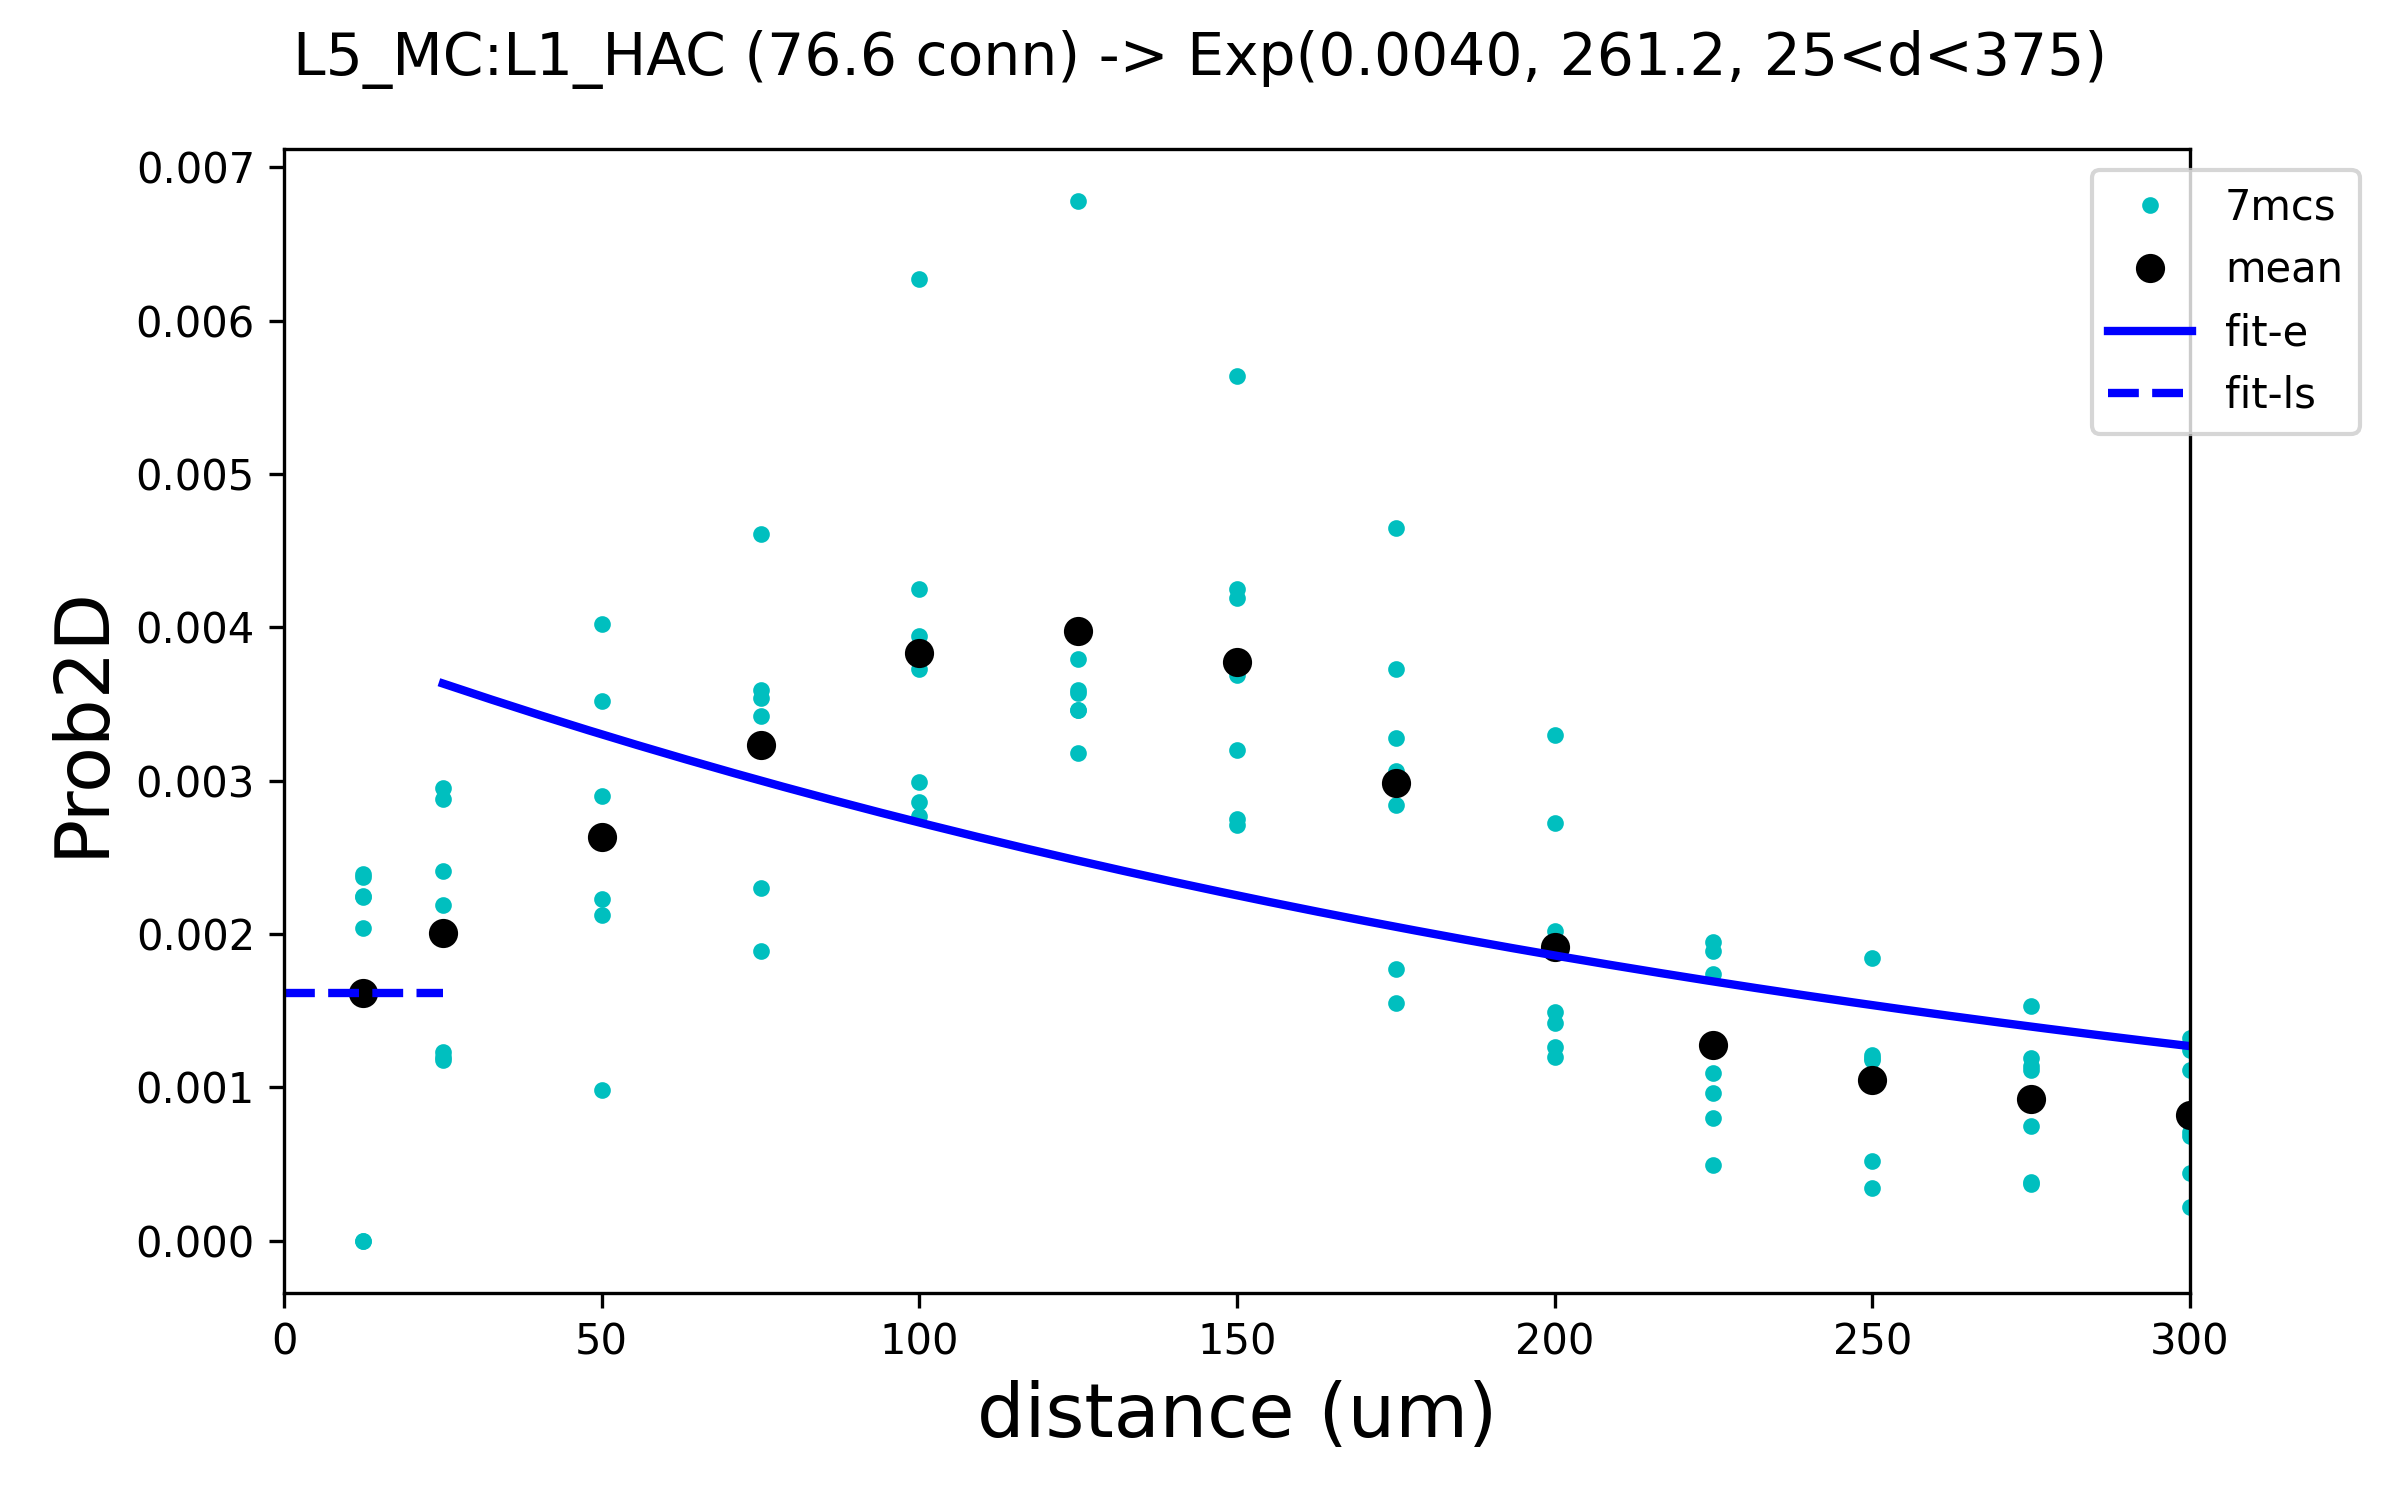 L5_MC:L1_HAC (76.6 conn) -> Exp(0.0040, 261.2, 25<d<375)
0.007
0.006
0.005
0.004
0.003
0.002
0.001
0.000
Prob2D
7mcs
mean
fit-e
fit-ls
0 50 100 150 200 250 300
distance (um)